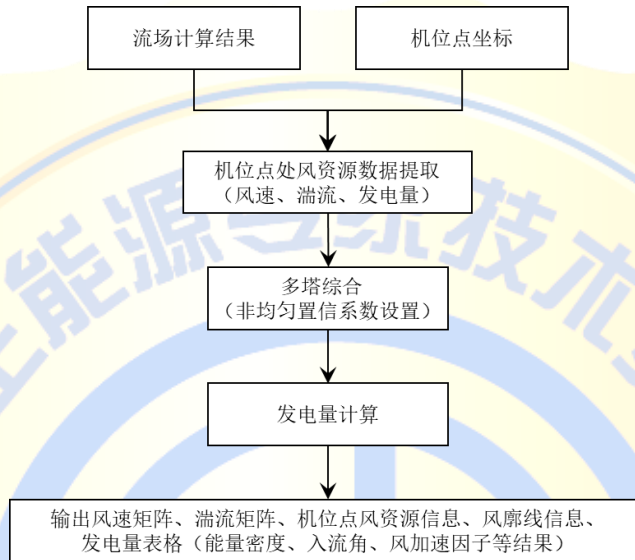 流场计算结果
机位点坐标
机位点处风资源数据提取
（风速、湍流、发电量）
多塔综合
（非均匀置信系数设置）
发电量计算
输出风速矩阵、湍流矩阵、机位点风资源信息、风廓线信息、
发电量表格（能量密度、入流角、风加速因子等结果）
能源
技术